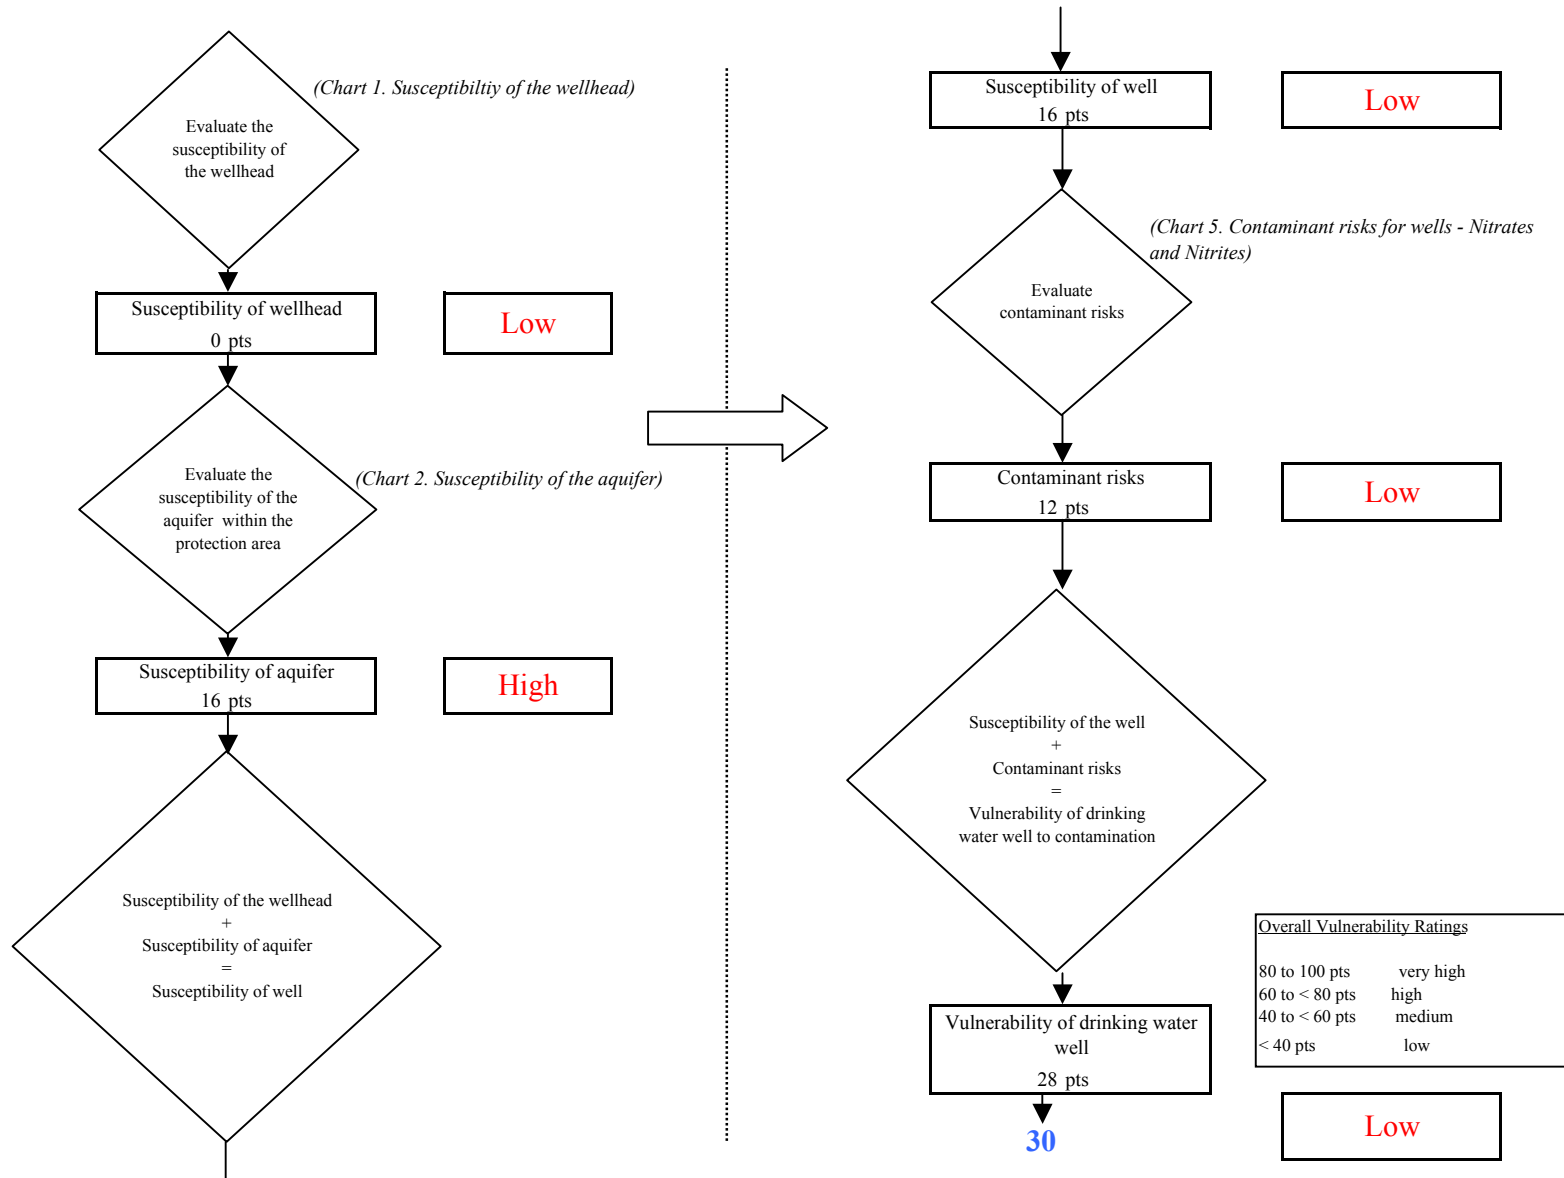 (Chart 1. Susceptibiltiy of the wellhead)
Evaluate the
susceptibility of
the wellhead
Susceptibility of wellhead
0 pts
Low
Evaluate the
susceptibility of the
aquifer within the
protection area
(Chart 2. Susceptibility of the aquifer)
Susceptibility of aquifer
16 pts
High
Susceptibility of the wellhead
+
Susceptibility of aquifer
=
Susceptibility of well
Susceptibility of well
16 pts
Low
(Chart 5. Contaminant risks for wells - Nitrates
and Nitrites)
Evaluate
contaminant risks
Contaminant risks
12 pts
Low
Susceptibility of the well
+
Contaminant risks
=
Vulnerability of drinking
water well to contamination
Overall Vulnerability Ratings
80 to 100 pts very high
60 to < 80 pts high
40 to < 60 pts medium
< 40 pts low
Vulnerability of drinking water
well
28 pts
30
Low